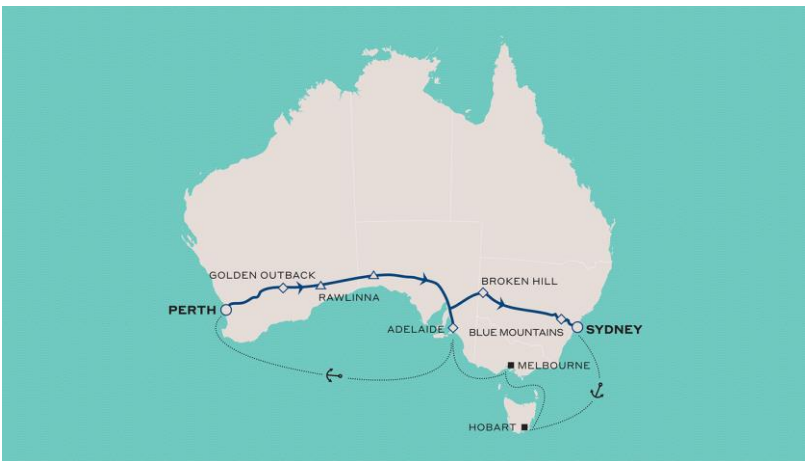 GOLDEN OUTBACK
BROKEN HILL
RAWLINNA
PERTH
ADELAIDE
BLUE MOUNTAINS
SYDNEY
MELBOURNE
HOBART